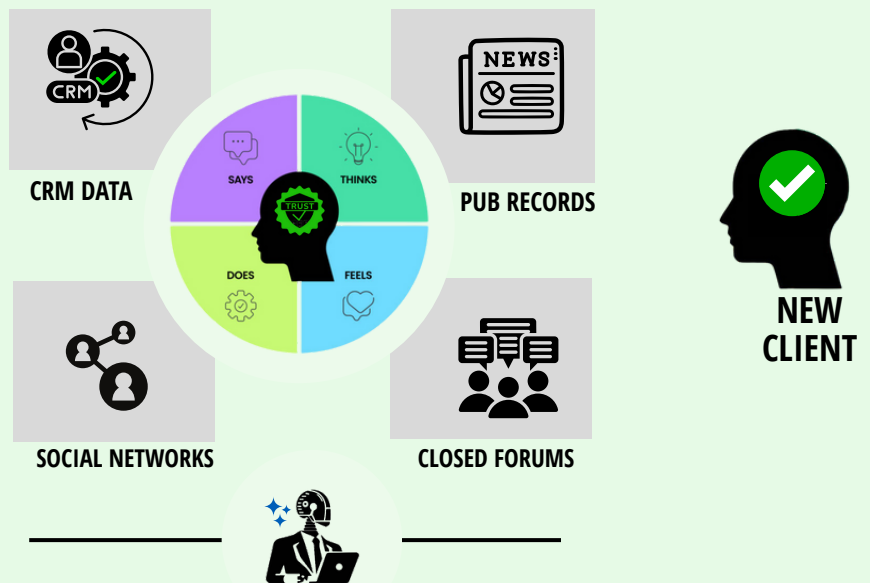 CRM
CRM DATA
NEWS
PUB RECORDS
SAYS
THINKS
TRUST
DOES
FEELS
SOCIAL NETWORKS
CLOSED FORUMS
NEW
CLIENT